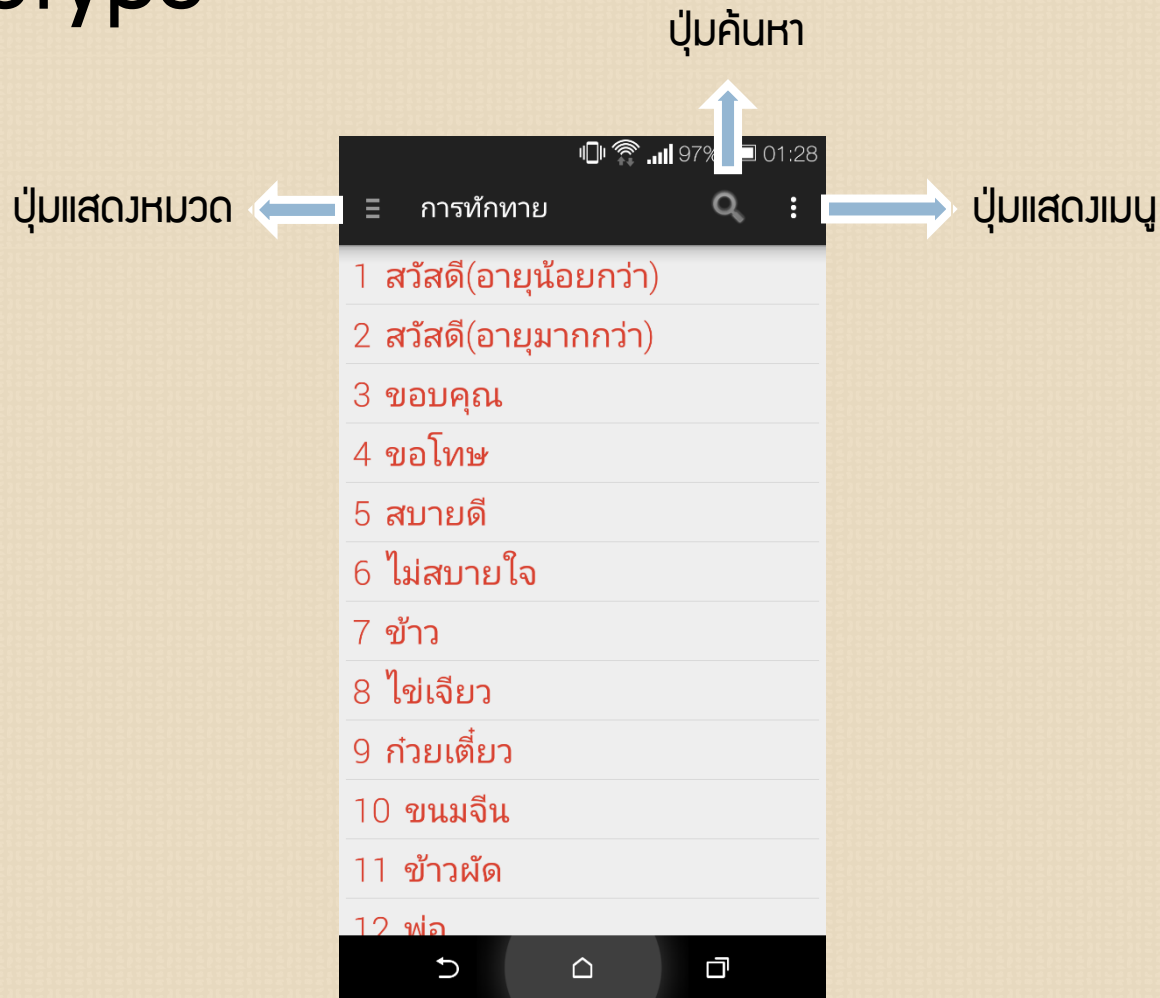 ปุ่มค้นหา
97% 01:28
ปุ่มแสดงหมวด
การทักทาย
ปุ่มแสดงเมนู
1 สวัสดี(อายุน้อยกว่า)
2 สวัสดี(อายุมากกว่า)
3 ขอบคุณ
4 ขอโทษ
5 สบายดี
6 ไม่สบายใจ
7 ข้าว
8 ไข่เจียว
9 ก๋วยเตี๋ยว
10 ขนมจีน
11 ข้าวผัด
12 พ่อ